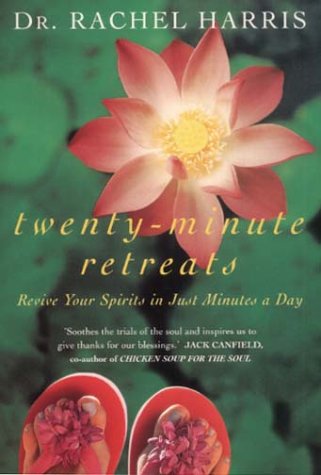 DR. RACHEL HARRIS
twenty-minute
retreats
Revive Your Spirits in Just Minutes a Day
'Soothes the trials of the soul and inspires us to
give thanks for our blessings.' JACK CANFIELD,
co-author of CHICKEN SOUP FOR THE SOUL